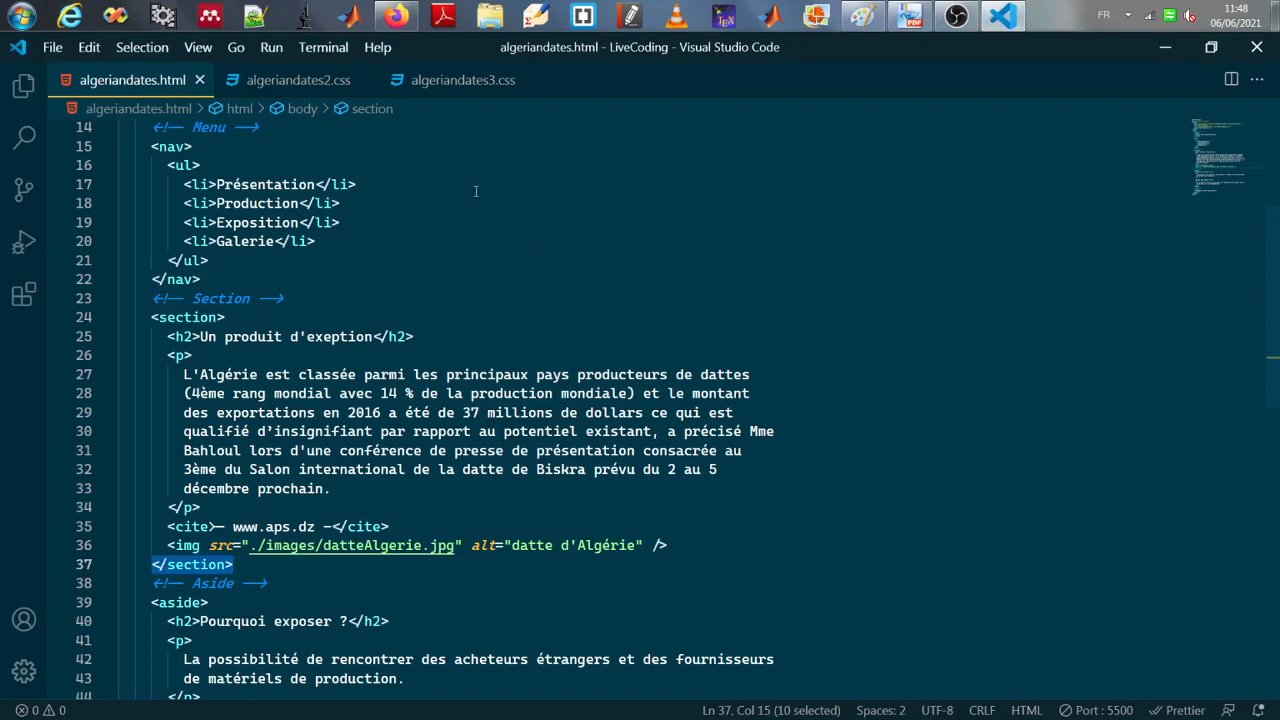 FR
11:48
06/06/2021
File Edit Selection View Go Run Terminal Help
algeriandates.html - LiveCoding - Visual Studio Code
algeriandates.html
algeriandates2.css
algeriandates3.css
algeriandates.html > html > body > section
14 <!-- Menu -->
15 <nav>
16 <ul>
17 <li>Présentation</li>
18 <li>Production</li>
19 <li>Exposition</li>
20 <li>Galerie</li>
21 </ul>
22 </nav>
23 <!-- Section -->
24 <section>
25 <h2>Un produit d'exeption</h2>
26 <p>
27 L'Algérie est classée parmi les principaux pays producteurs de dattes
28 (4ème rang mondial avec 14 % de la production mondiale) et le montant
29 des exportations en 2016 a été de 37 millions de dollars ce qui est
30 qualifié d’insignifiant par rapport au potentiel existant, a précisé Mme
31 Bahloul lors d'une conférence de presse de présentation consacrée au
32 3ème du Salon international de la datte de Biskra prévu du 2 au 5
33 décembre prochain.
34 </p>
35 <cite>— www.aps.dz -</cite>
36 <img src="./images/datteAlgerie.jpg" alt="datte d'Algérie" />
37 </section>
38 <!-- Aside -->
39 <aside>
40 <h2>Pourquoi exposer ?</h2>
41 <p>
42 La possibilité de rencontrer des acheteurs étrangers et des fournisseurs
43 de matériels de production.
44 </p>
0 0 Ln 37, Col 15 (10 selected) Spaces: 2 UTF-8 CRLF HTML Port : 5500 Prettier